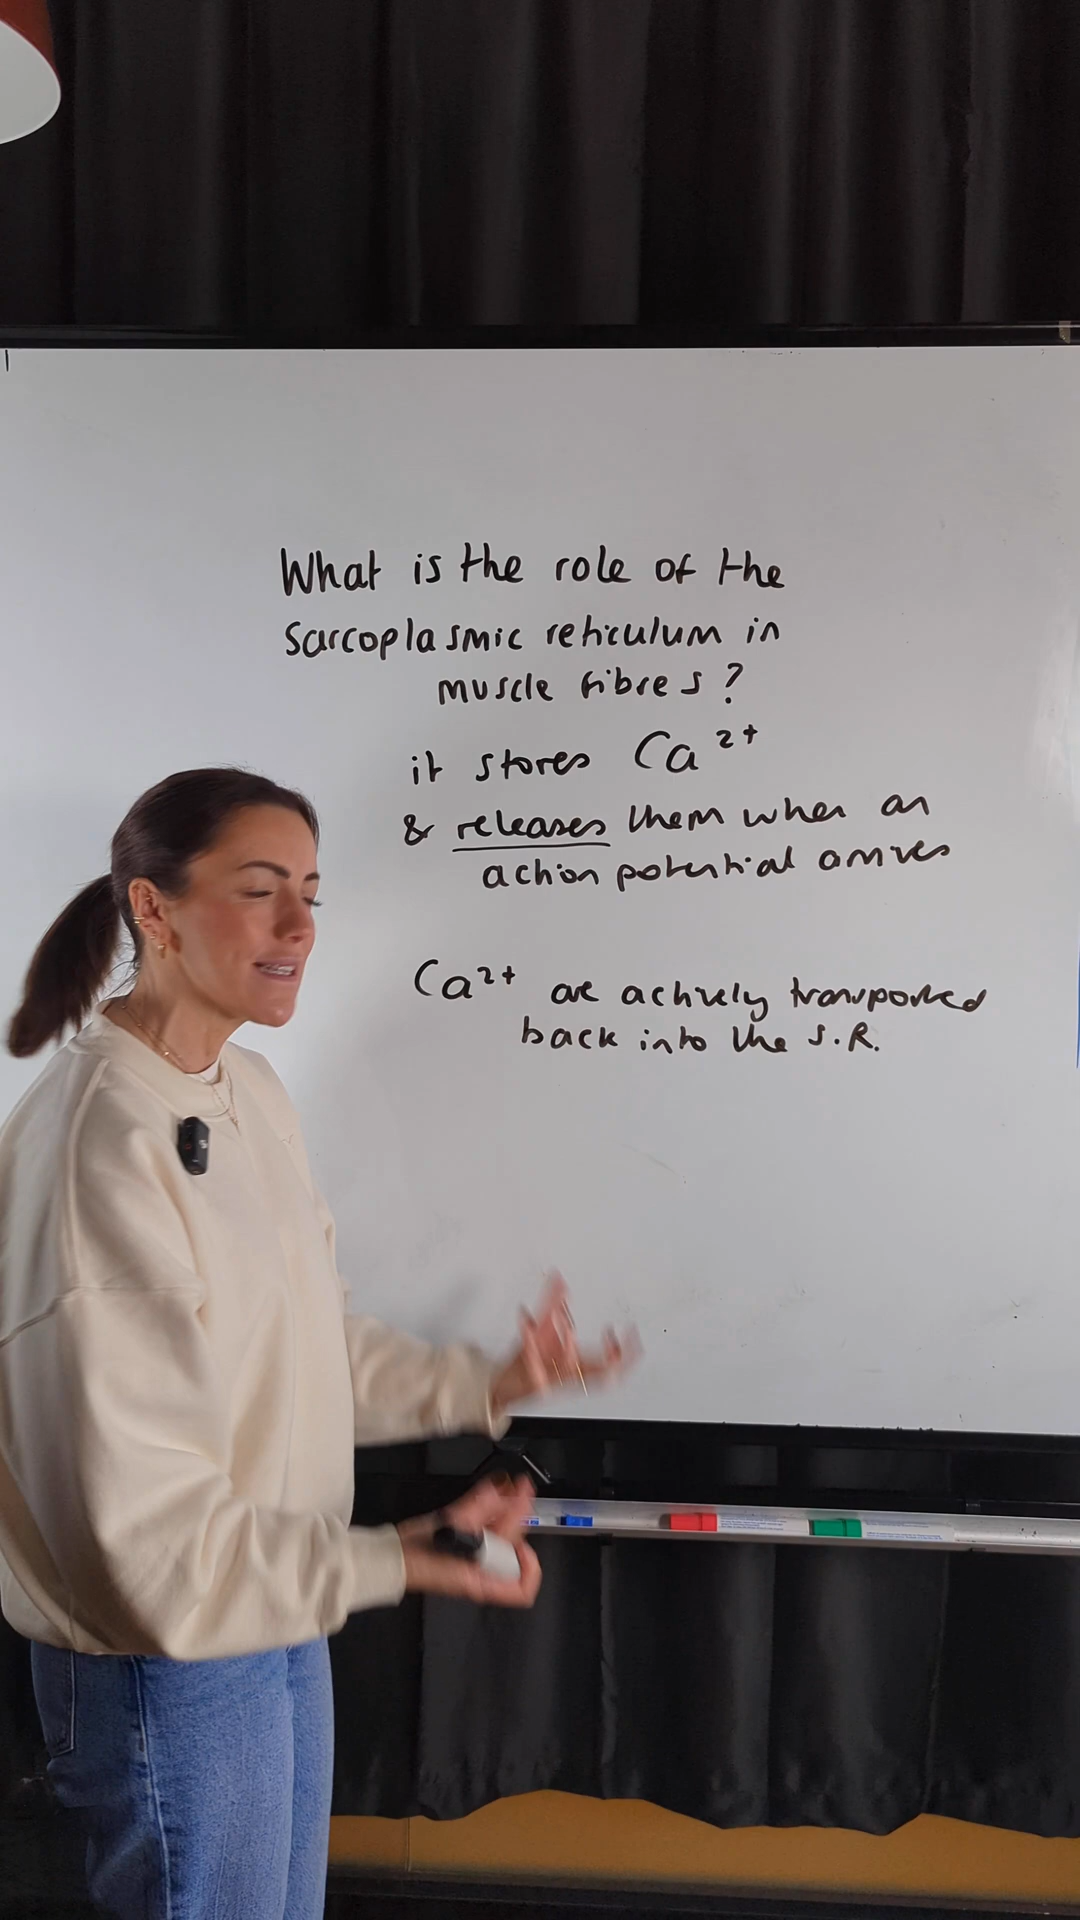 What is the role of the
Sarcoplasmic reticulum in
muscle fibres?
it stores Ca²⁺
& releases them when an
action potential arrives
Ca²⁺ are actively transported
back into the S.R.